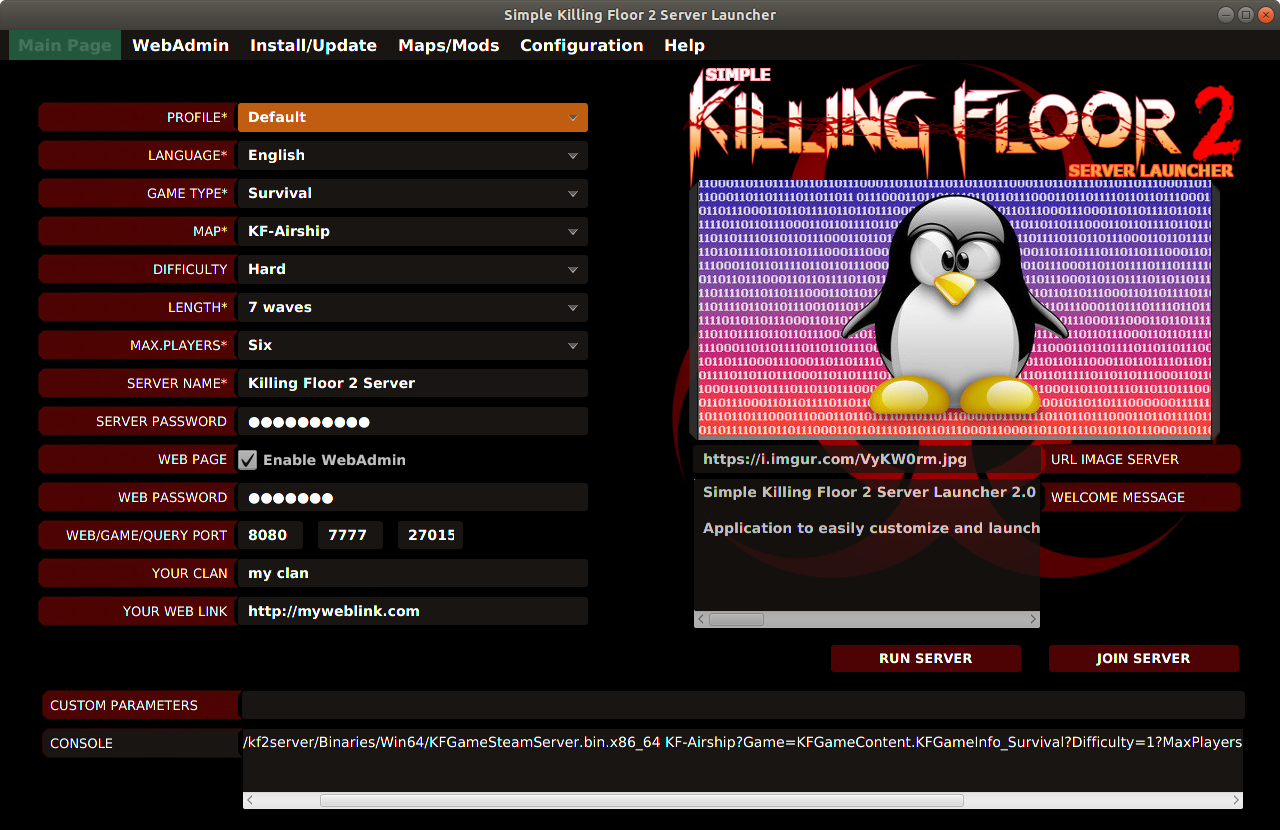 Simple Killing Floor 2 Server Launcher
Main Page WebAdmin Install/Update Maps/Mods Configuration Help
PROFILE* Default
LANGUAGE* English
GAME TYPE* Survival
MAP* KF-Airship
DIFFICULTY Hard
LENGTH* 7 waves
MAX.PLAYERS* Six
SERVER NAME* Killing Floor 2 Server
SERVER PASSWORD
WEB PAGE Enable WebAdmin
WEB PASSWORD
WEB/GAME/QUERY PORT 8080 7777 27015
YOUR CLAN my clan
YOUR WEB LINK http://myweblink.com
SIMPLE
KILLING FLOOR 2
SERVER LAUNCHER
https://i.imgur.com/VyKW0rm.jpg URL IMAGE SERVER
Simple Killing Floor 2 Server Launcher 2.0 WELCOME MESSAGE
Application to easily customize and launch
RUN SERVER JOIN SERVER
CUSTOM PARAMETERS
CONSOLE /kf2server/Binaries/Win64/KFGameSteamServer.bin.x86_64 KF-Airship?Game=KFGameContent.KFGameInfo_Survival?Difficulty=1?MaxPlayers